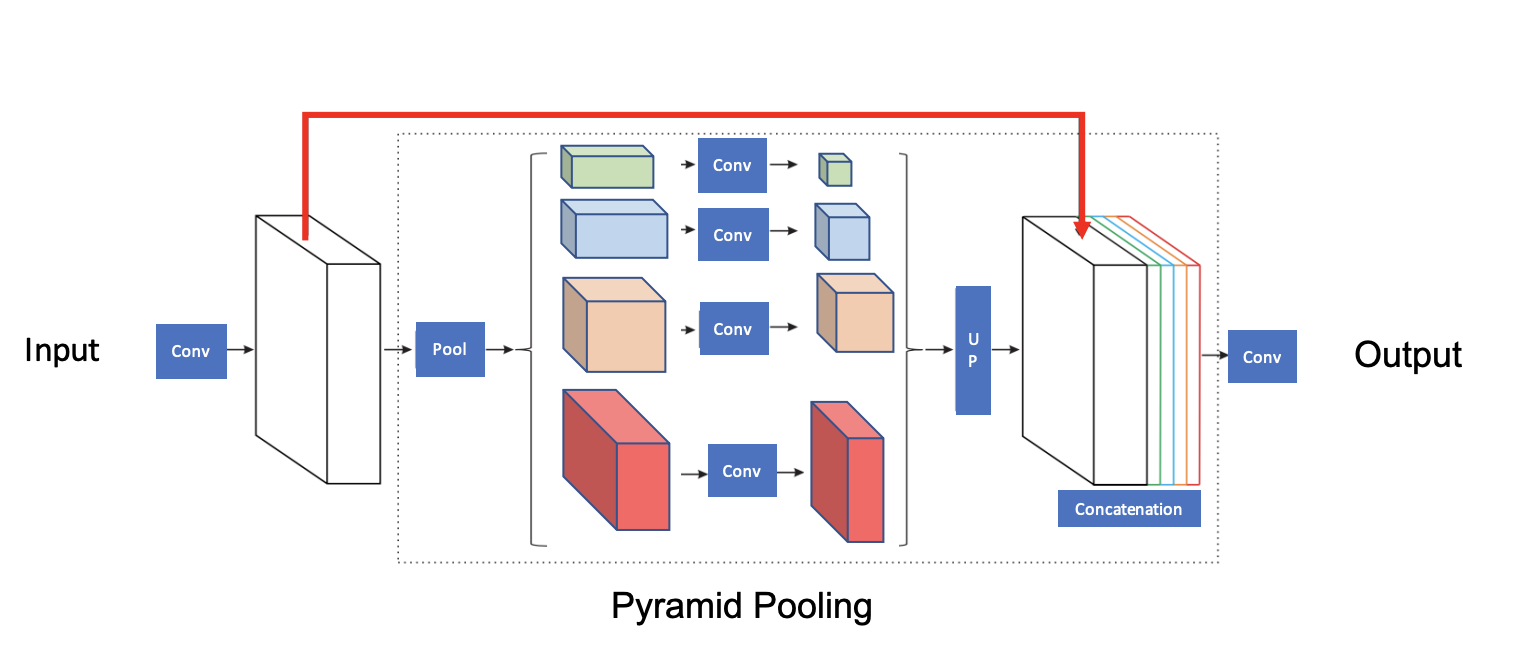 Input
Conv
Pool
Conv
Conv
Conv
Conv
U
P
Concatenation
Conv
Output
Pyramid Pooling